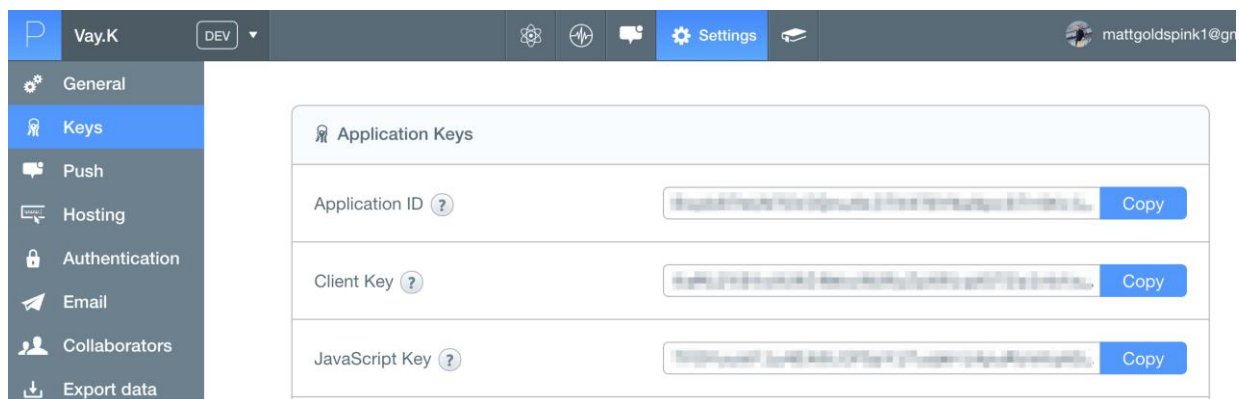 P Vay.K DEV Settings mattgoldspink1@gm
General
Keys
Push
Hosting
Authentication
Email
Collaborators
Export data
Application Keys
Application ID ? Copy
Client Key ? Copy
JavaScript Key ? Copy